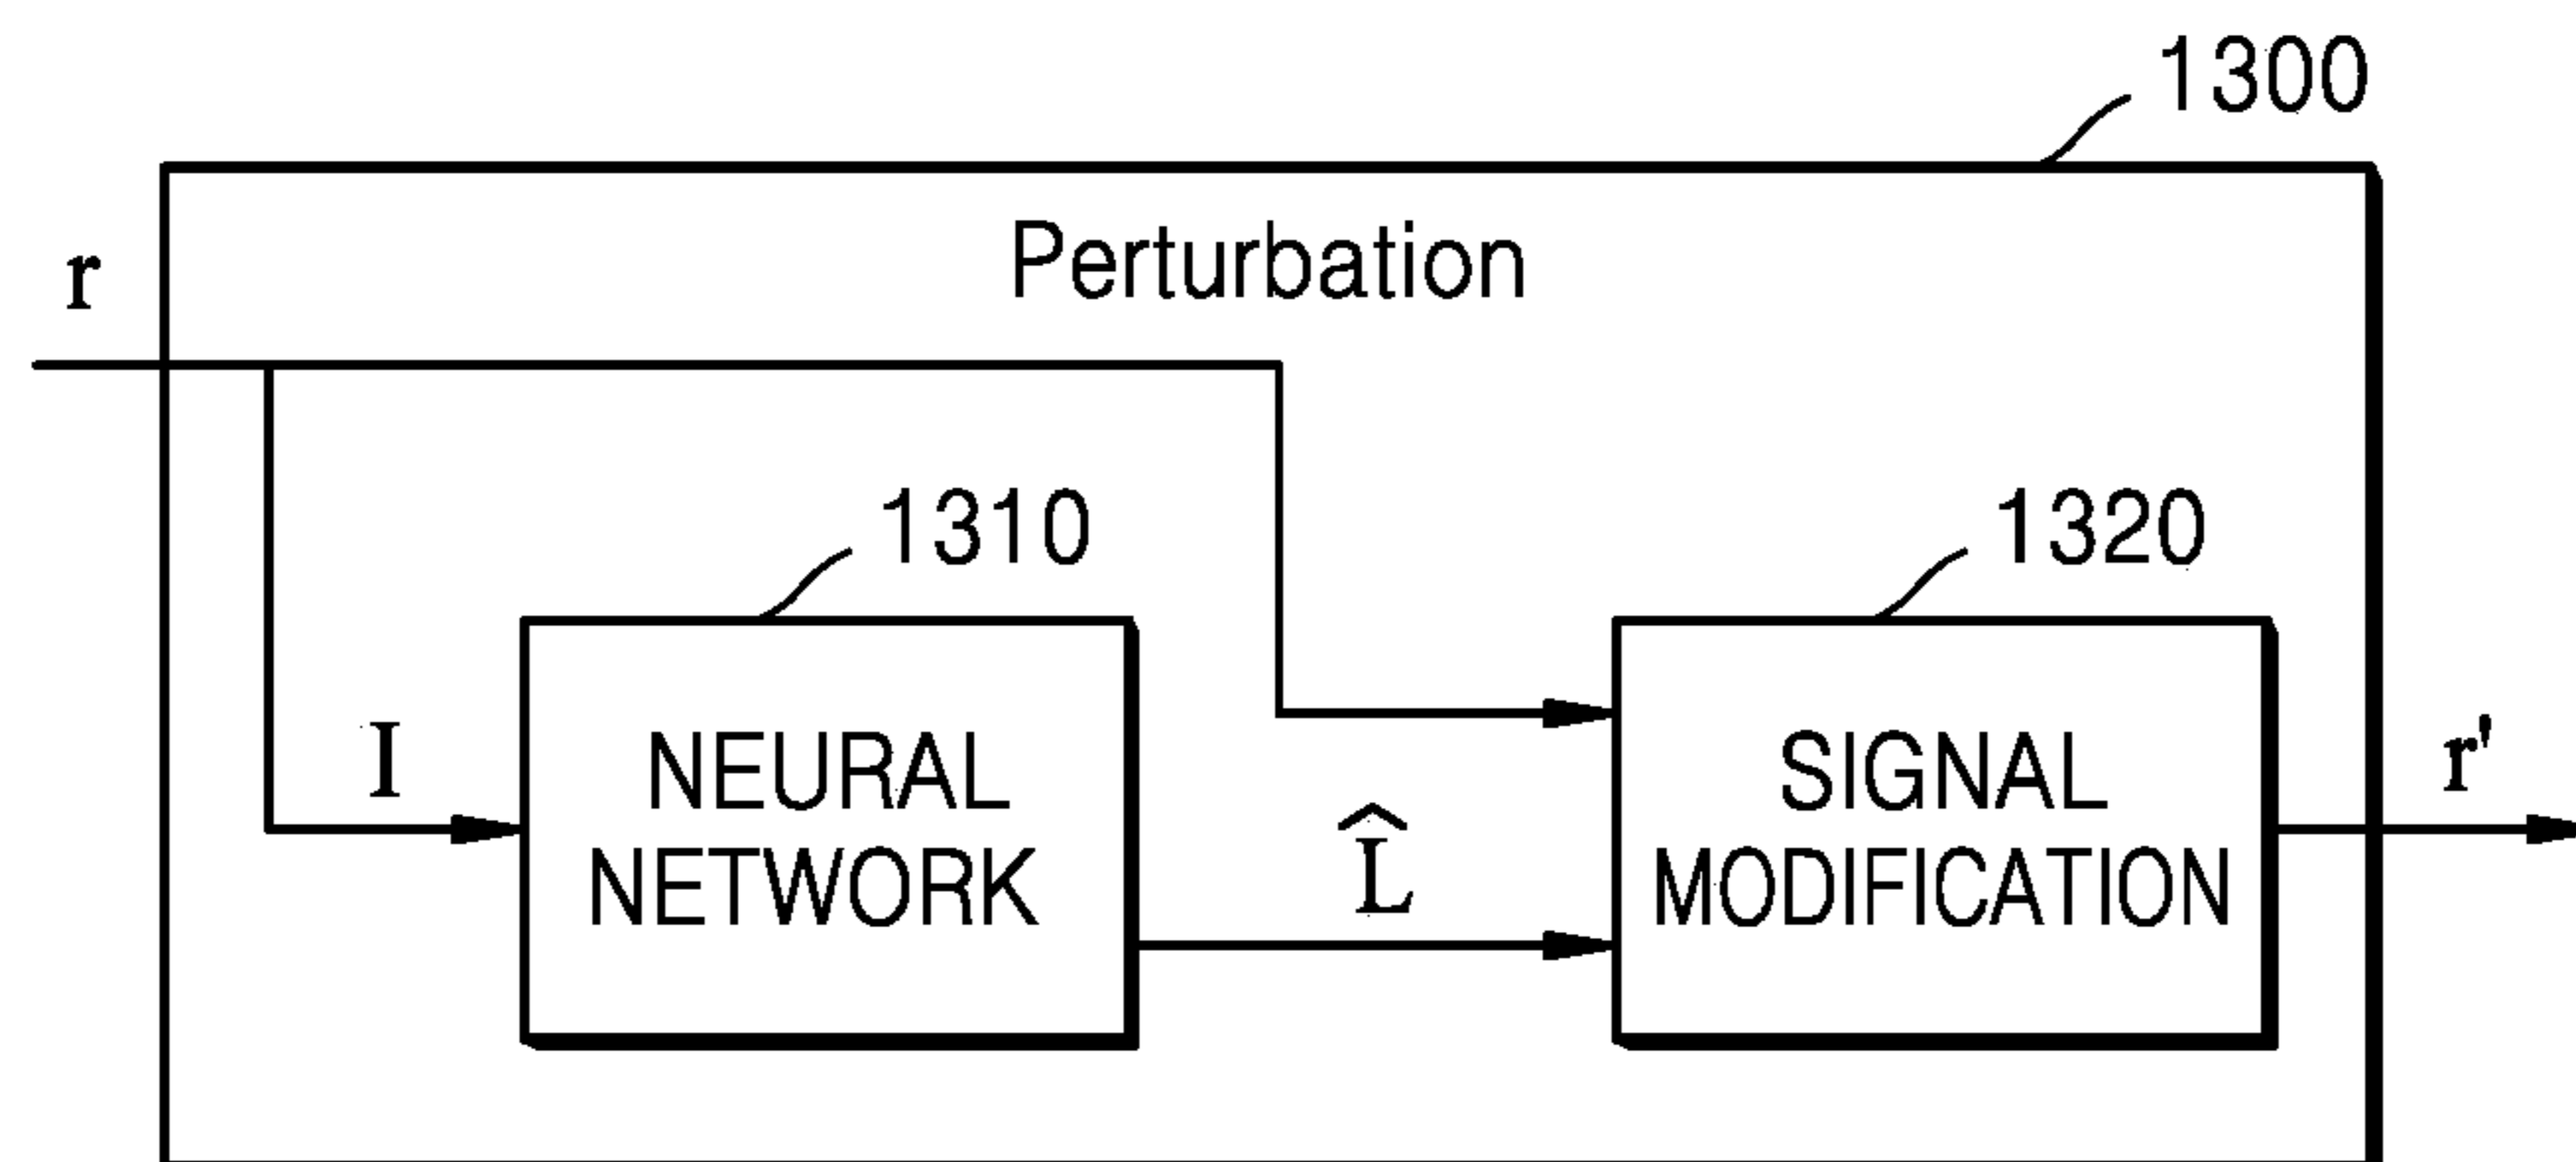 1300
Perturbation
r
1310
1320
I
NEURAL
NETWORK
L̂
SIGNAL
MODIFICATION
r'